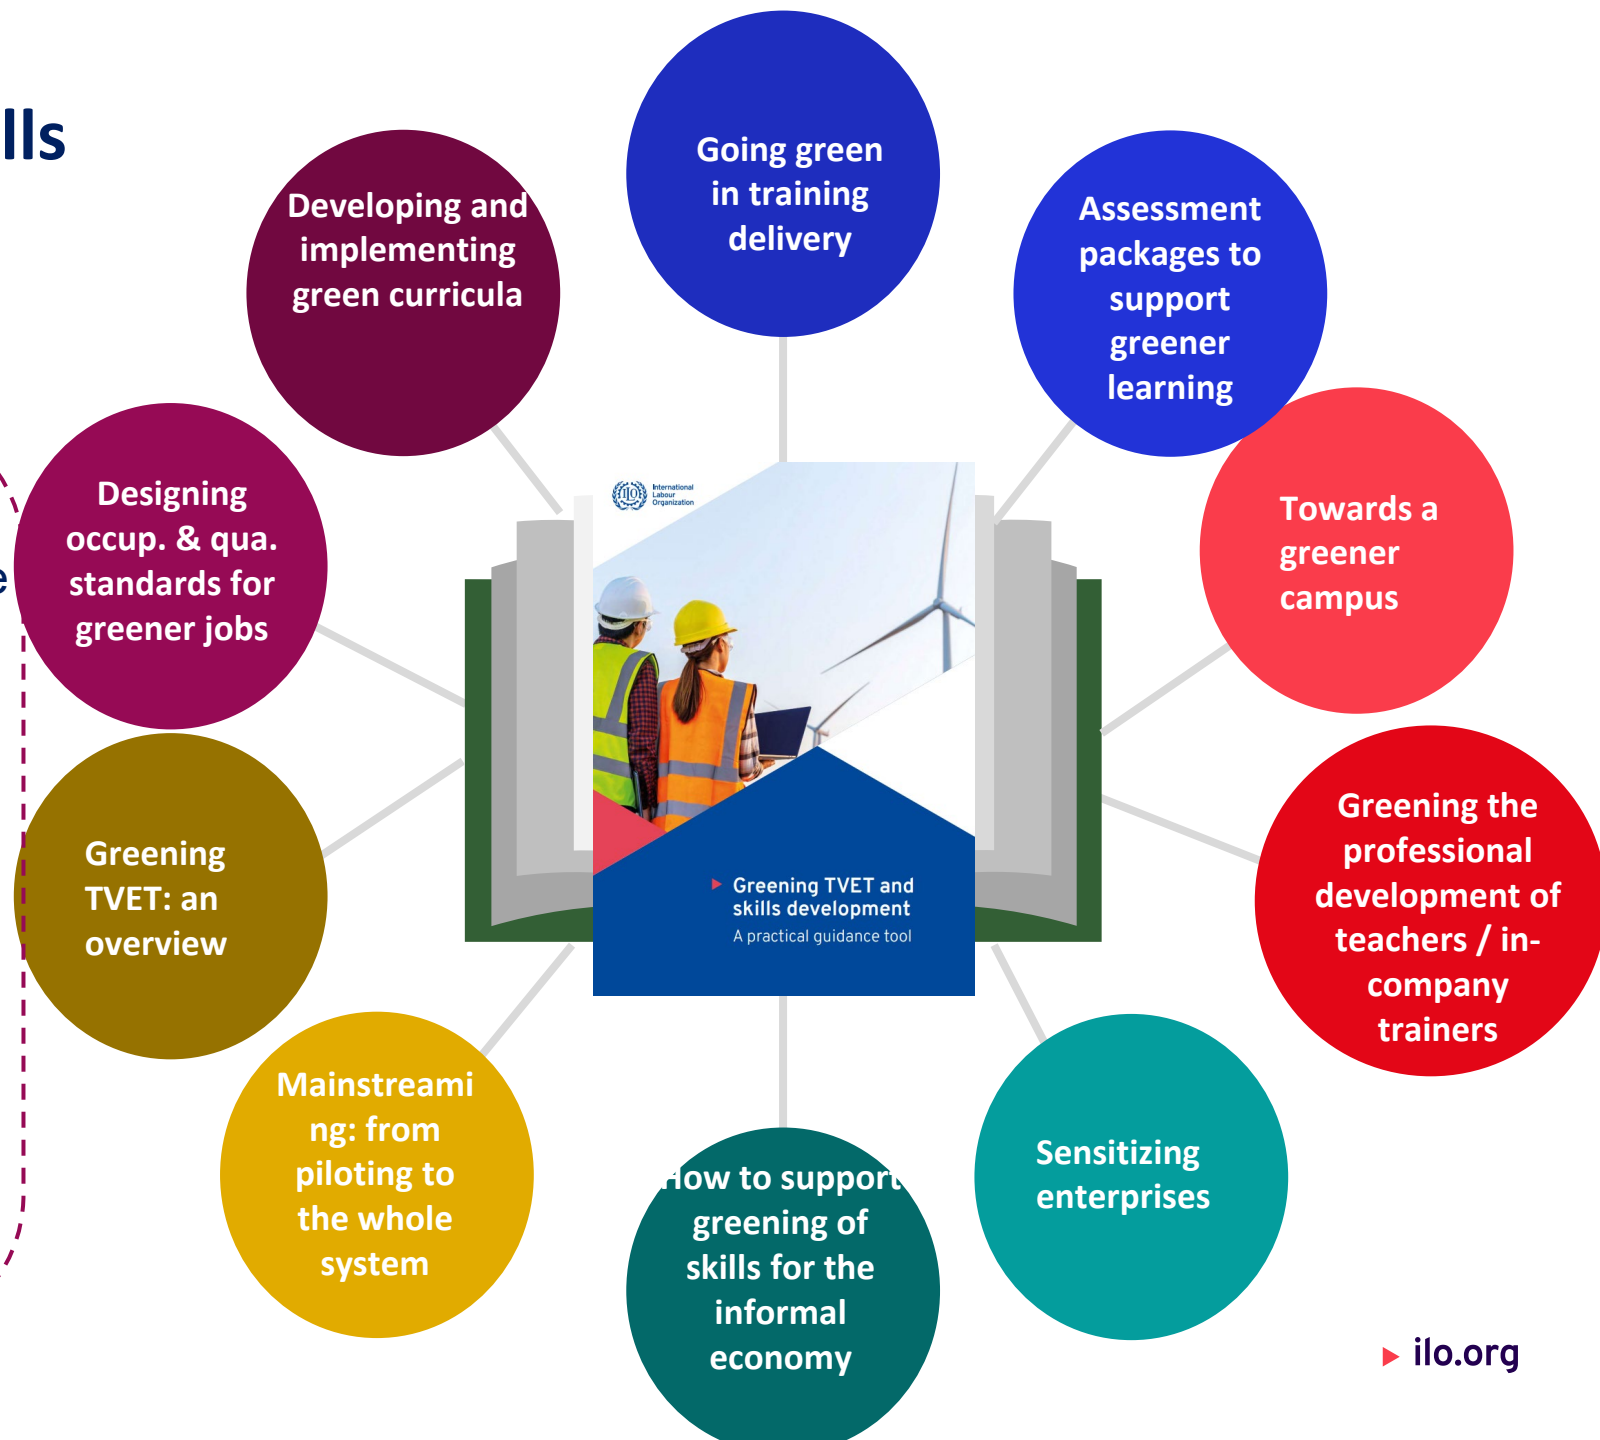 lls
Going green
in training
delivery
Developing and
implementing
green curricula
Assessment
packages to
support
greener
learning
Designing
occup. & qua.
standards for
greener jobs
e
Towards a
greener
campus
International
Labour
Organization
Greening
TVET: an
overview
Greening TVET and
skills development
A practical guidance tool
Greening the
professional
development of
teachers / in-
company
trainers
Mainstreami
ng: from
piloting to
the whole
system
How to support
greening of
skills for the
informal
economy
Sensitizing
enterprises
ilo.org